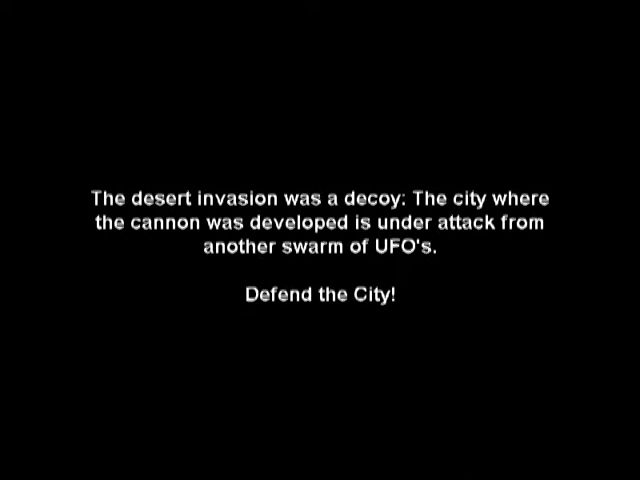 The desert invasion was a decoy: The city where
the cannon was developed is under attack from
another swarm of UFO's.
Defend the City!